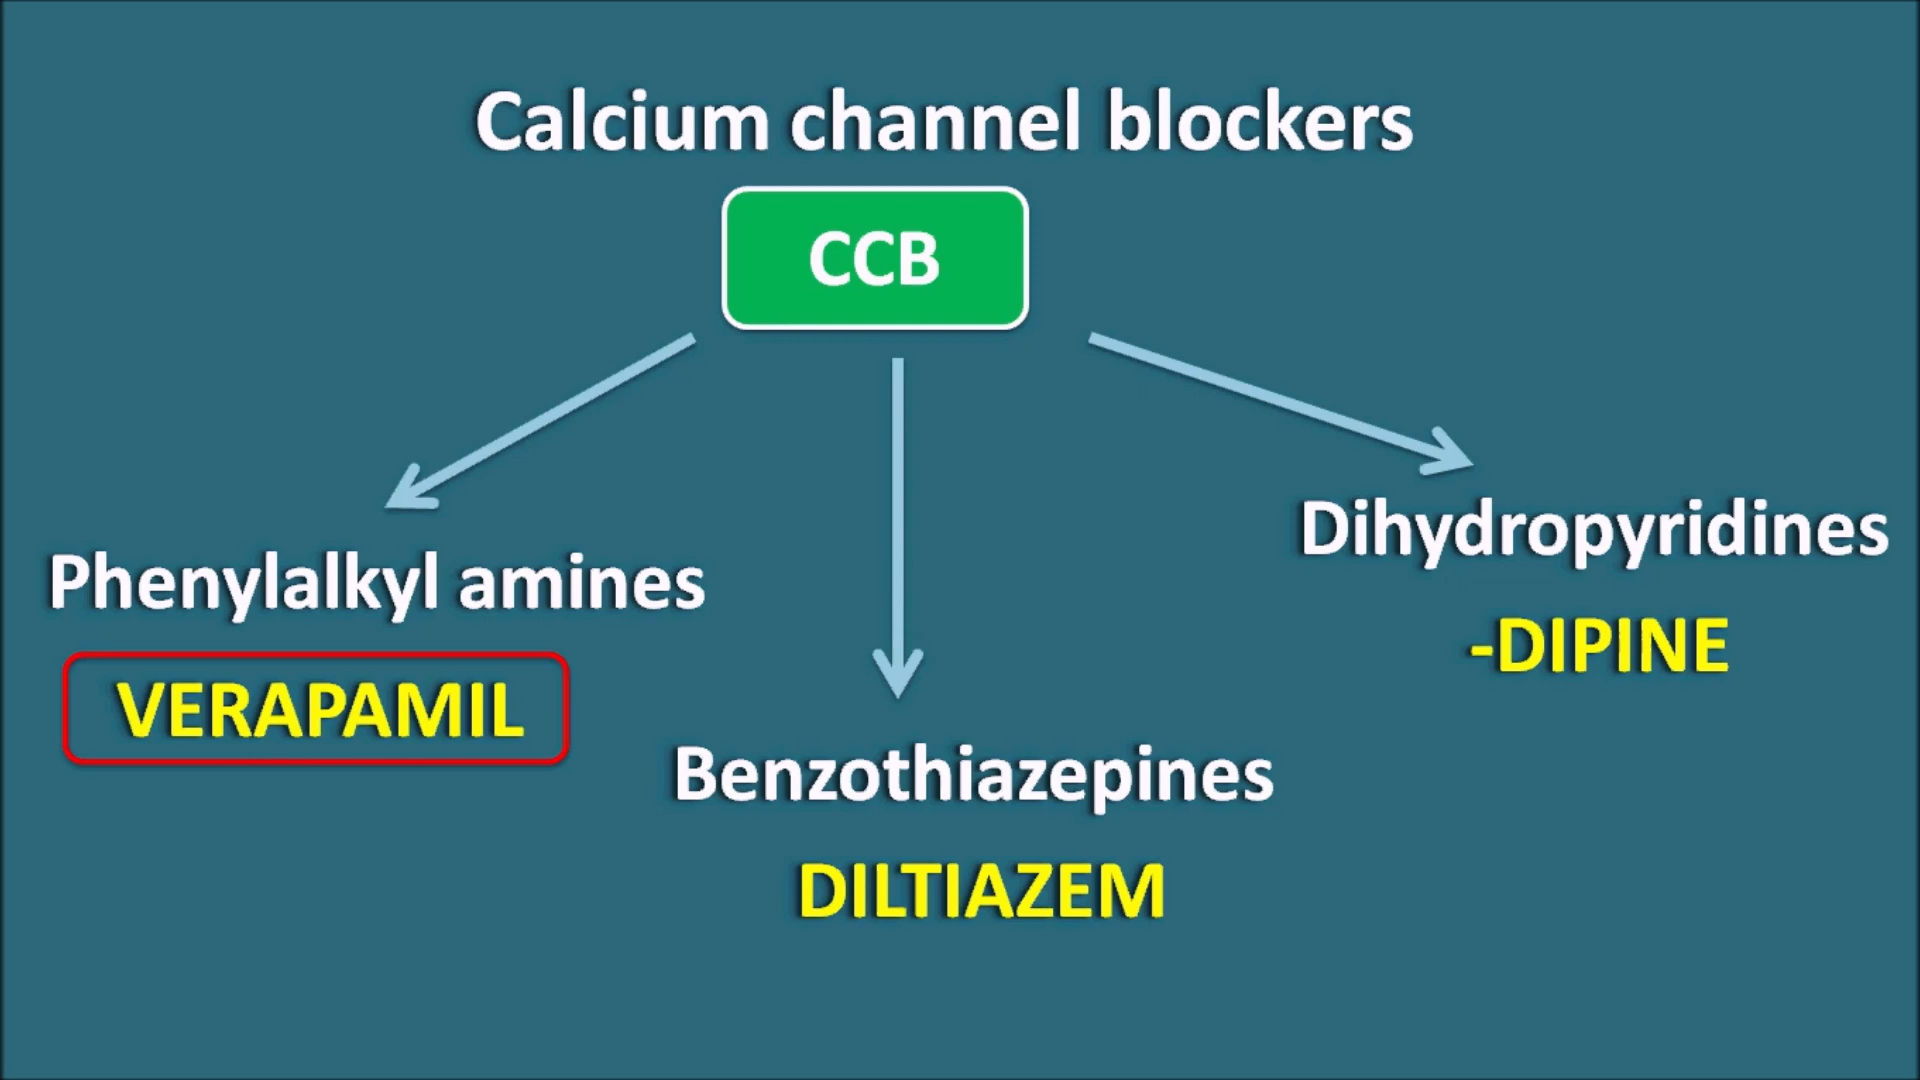 Calcium channel blockers
CCB
Phenylalkyl amines
VERAPAMIL
Benzothiazepines
DILTIAZEM
Dihydropyridines
-DIPINE